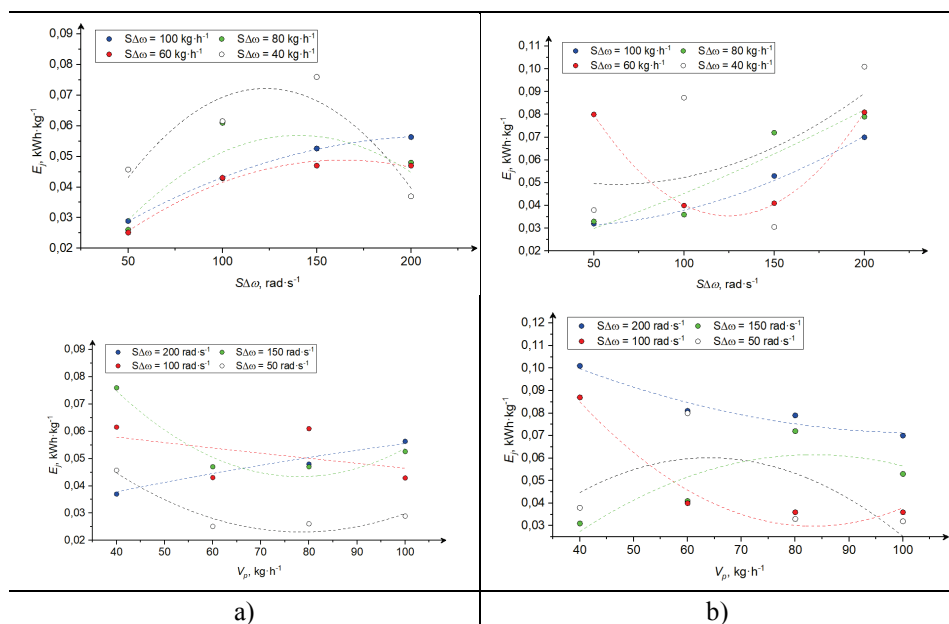 0,09
0,08
0,07
0,06
0,05
0,04
0,03
0,02
E_j, kWh·kg⁻¹
SΔω = 100 kg·h⁻¹ SΔω = 80 kg·h⁻¹
SΔω = 60 kg·h⁻¹ SΔω = 40 kg·h⁻¹
50 100 150 200
SΔω, rad·s⁻¹
0,11
0,10
0,09
0,08
0,07
0,06
0,05
0,04
0,03
0,02
E_j, kWh·kg⁻¹
SΔω = 100 kg·h⁻¹ SΔω = 80 kg·h⁻¹
SΔω = 60 kg·h⁻¹ SΔω = 40 kg·h⁻¹
50 100 150 200
SΔω, rad·s⁻¹
0,09
0,08
0,07
0,06
0,05
0,04
0,03
0,02
E_j, kWh·kg⁻¹
SΔω = 200 rad·s⁻¹ SΔω = 150 rad·s⁻¹
SΔω = 100 rad·s⁻¹ SΔω = 50 rad·s⁻¹
40 50 60 70 80 90 100
V_p, kg·h⁻¹
0,12
0,11
0,10
0,09
0,08
0,07
0,06
0,05
0,04
0,03
E_j, kWh·kg⁻¹
SΔω = 200 rad·s⁻¹ SΔω = 150 rad·s⁻¹
SΔω = 100 rad·s⁻¹ SΔω = 50 rad·s⁻¹
40 50 60 70 80 90 100
V_p, kg·h⁻¹
a) b)